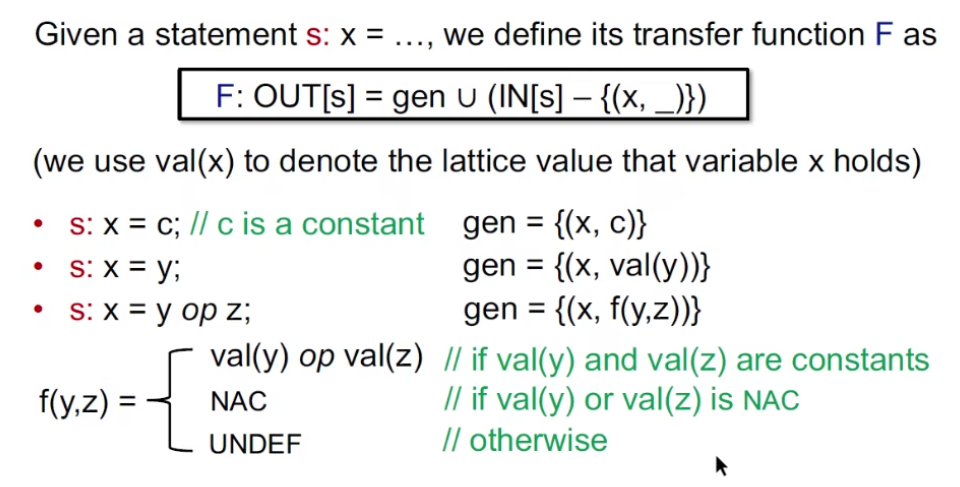 Given a statement s: x = …, we define its transfer function F as
F: OUT[s] = gen ∪ (IN[s] – {(x, _)})
(we use val(x) to denote the lattice value that variable x holds)
• s: x = c; // c is a constant gen = {(x, c)}
• s: x = y; gen = {(x, val(y))}
• s: x = y op z; gen = {(x, f(y,z))}
val(y) op val(z) // if val(y) and val(z) are constants
f(y,z) = NAC // if val(y) or val(z) is NAC
UNDEF // otherwise